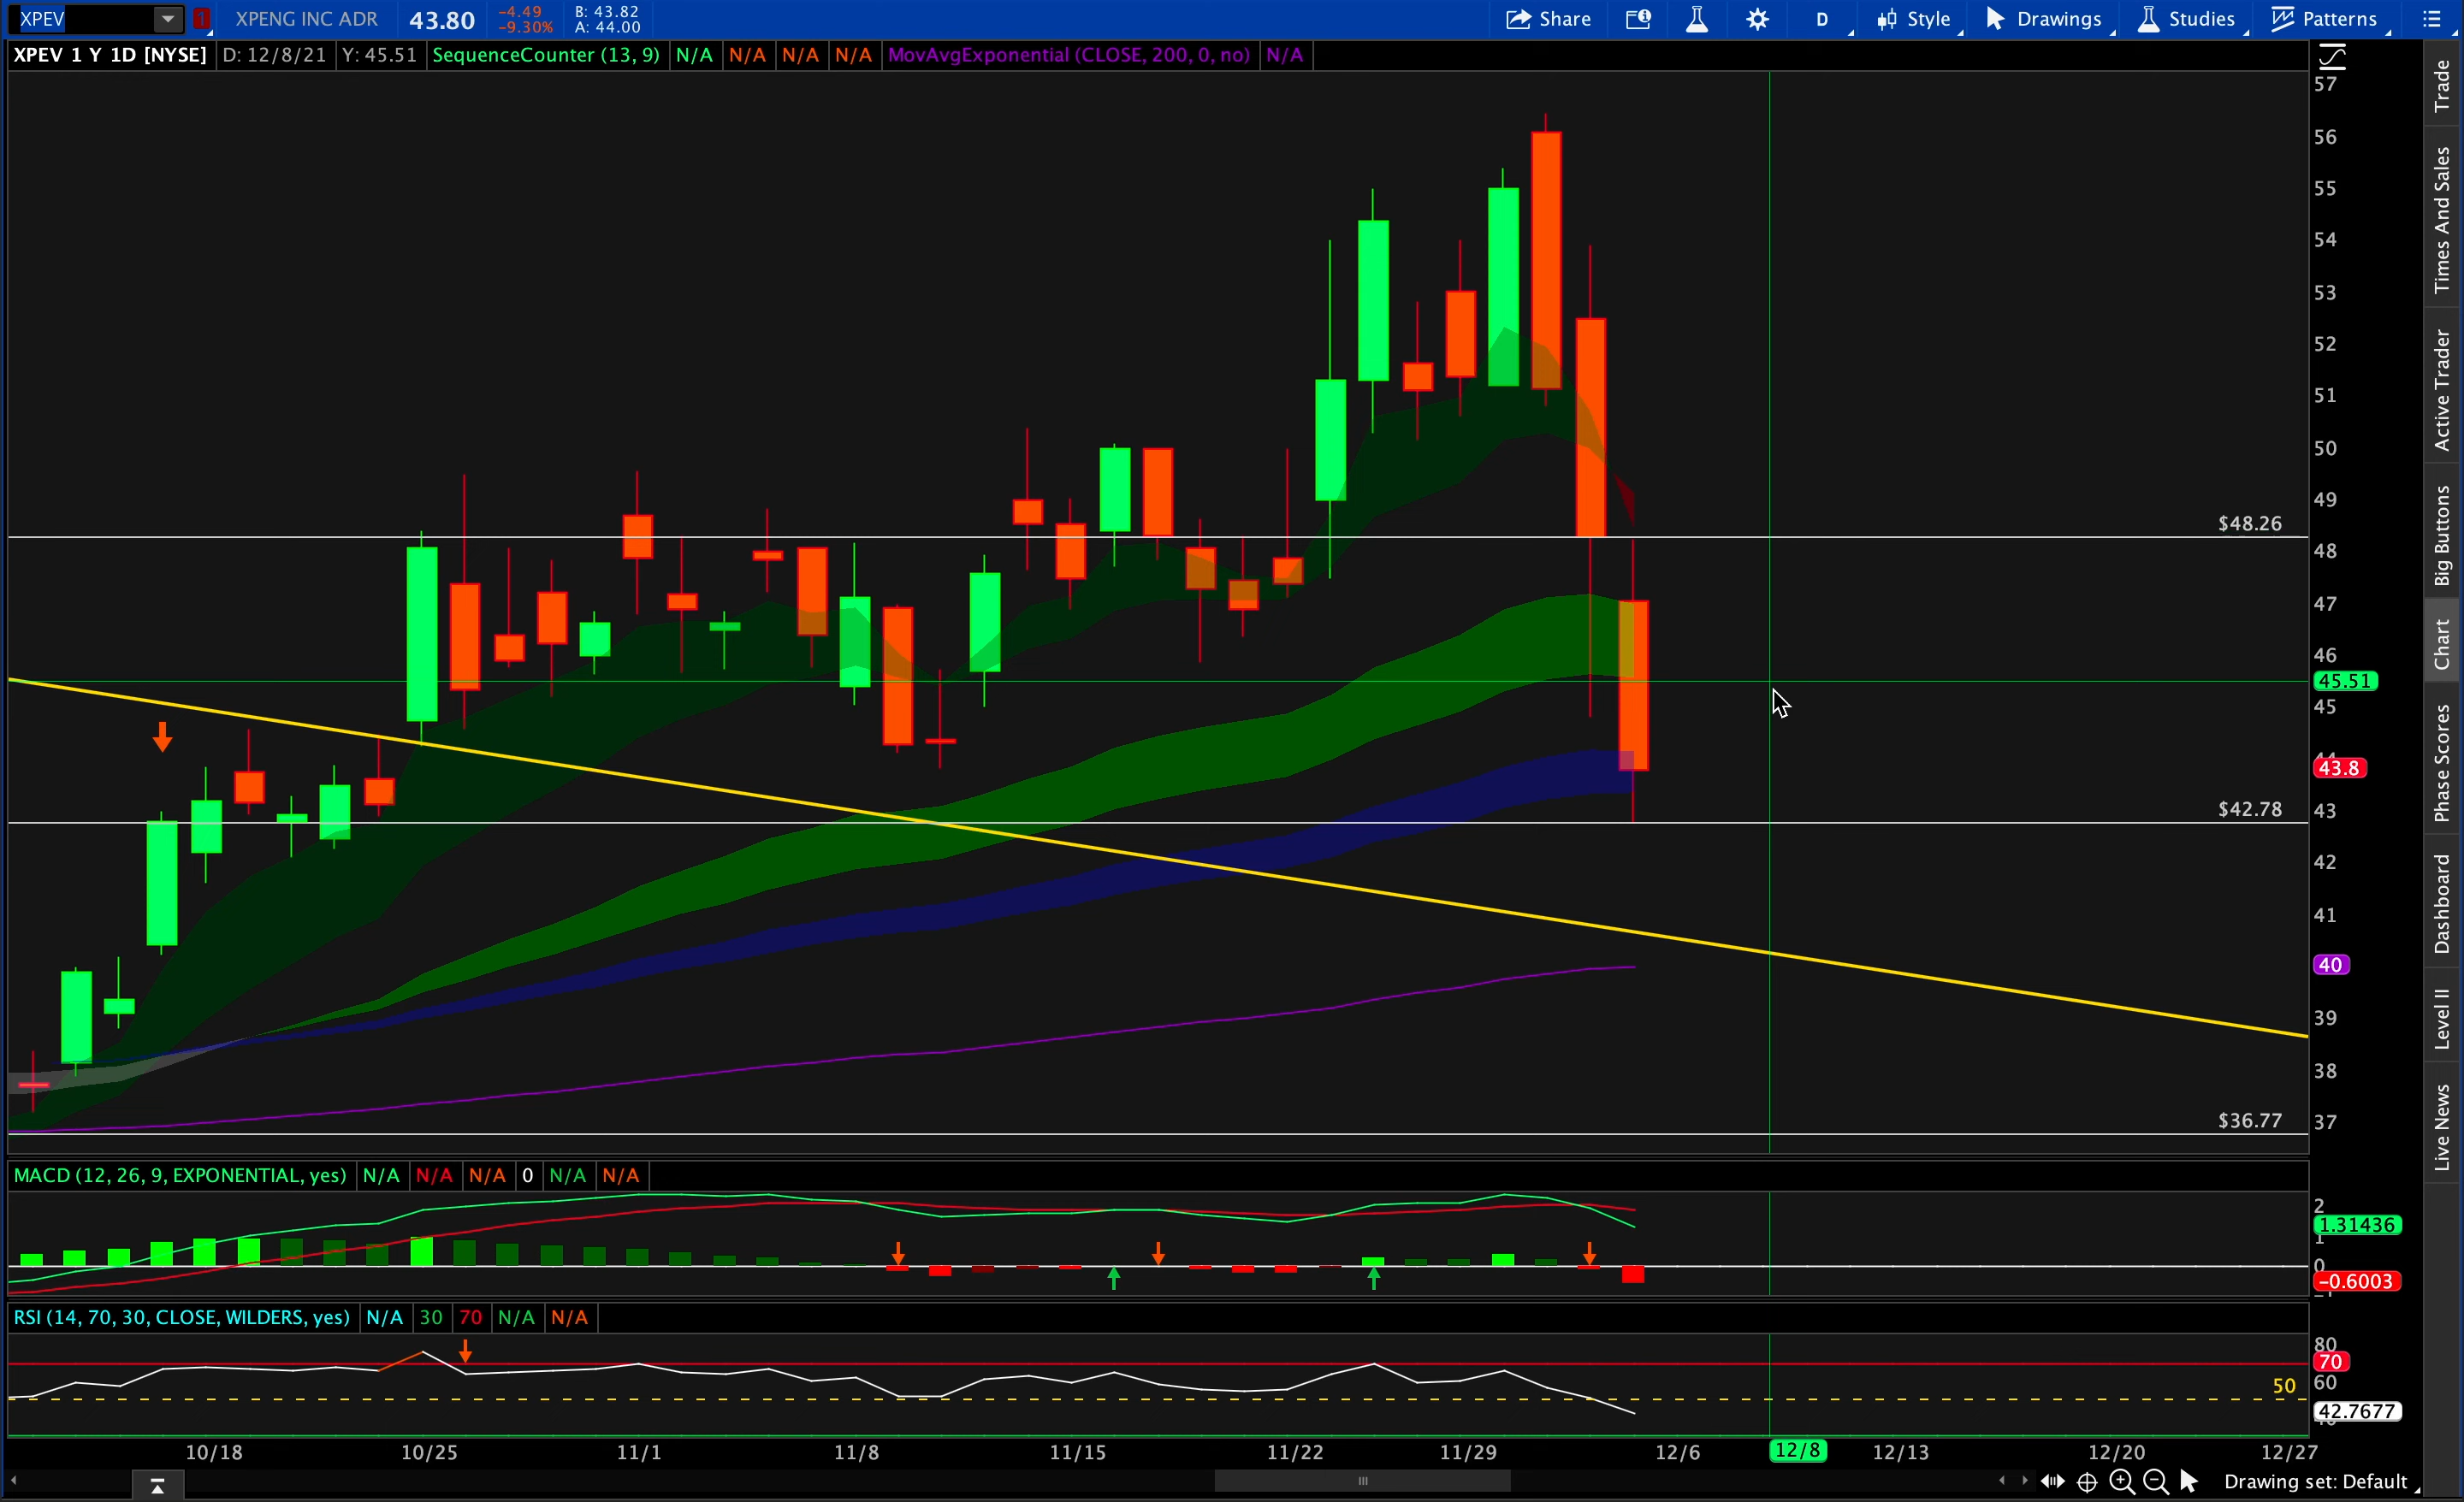 XPEV 1 XPENG INC ADR 43.80 -4.49 -9.30% B: 43.82 A: 44.00 Share D Style Drawings Studies Patterns
XPEV 1 Y 1D [NYSE] D: 12/8/21 Y: 45.51 SequenceCounter (13, 9) N/A N/A N/A N/A MovAvgExponential (CLOSE, 200, 0, no) N/A
57
56
55
54
53
52
51
50
49
$48.26
48
47
46
45.51
45
44
43.8
$42.78
43
42
41
40
39
38
$36.77
37
MACD (12, 26, 9, EXPONENTIAL, yes) N/A N/A N/A 0 N/A N/A
2
1.31436
1
0
-0.6003
-1
RSI (14, 70, 30, CLOSE, WILDERS, yes) N/A 30 70 N/A N/A
80
70
60
50
42.7677
10/18 10/25 11/1 11/8 11/15 11/22 11/29 12/6 12/8 12/13 12/20 12/27
Drawing set: Default
Trade
Times And Sales
Active Trader
Big Buttons
Chart
Phase Scores
Dashboard
Level II
Live News